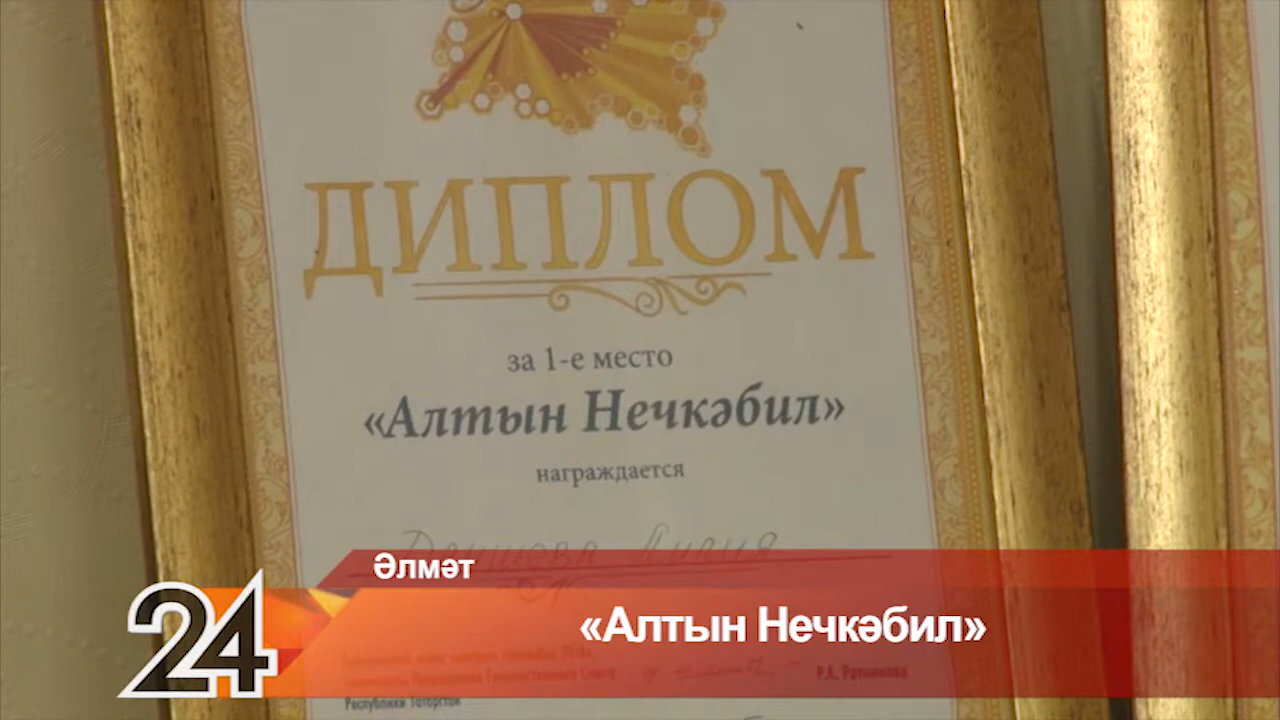 ДИПЛОМ
за 1-е место
«Алтын Нечкәбил»
награждается
Әлмәт
24
«Алтын Нечкәбил»
Республики Татарстан